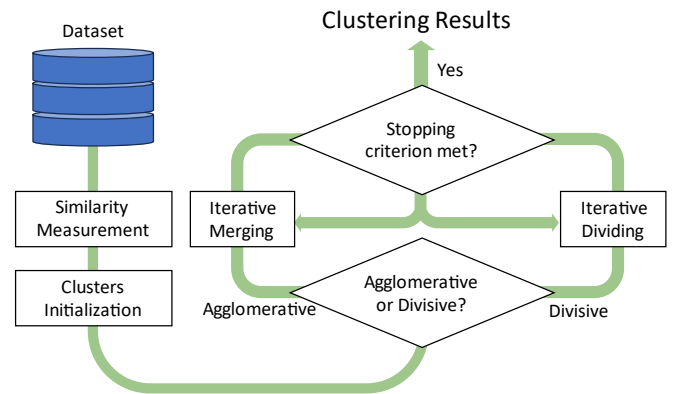 Clustering Results
Dataset
Yes
Stopping
criterion met?
Similarity
Measurement
Iterative
Merging
Iterative
Dividing
Clusters
Initialization
Agglomerative
or Divisive?
Agglomerative
Divisive